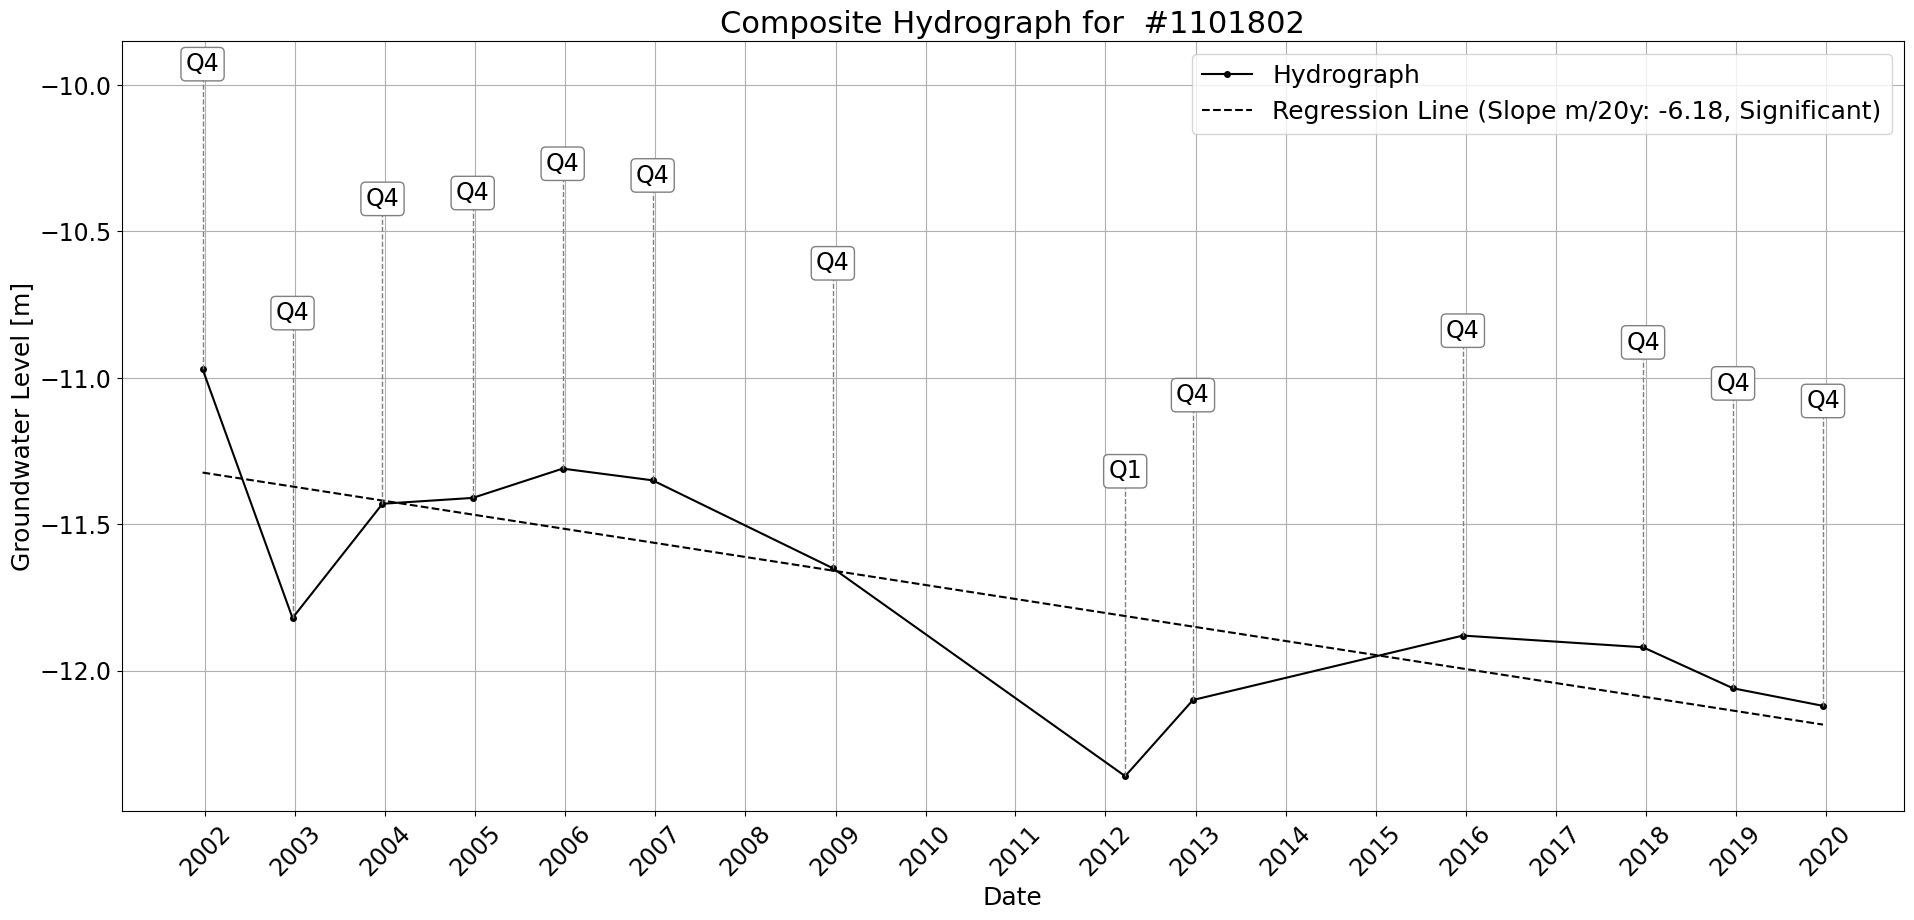 Composite Hydrograph for  #1101802
Hydrograph
Regression Line (Slope m/20y: -6.18, Significant)
Q4
Q4
Q4
Q4
Q4
Q4
Q4
Q1
Q4
Q4
Q4
Q4
Q4
Groundwater Level [m]
−10.0
−10.5
−11.0
−11.5
−12.0
2002
2003
2004
2005
2006
2007
2008
2009
2010
2011
2012
2013
2014
2015
2016
2017
2018
2019
2020
Date